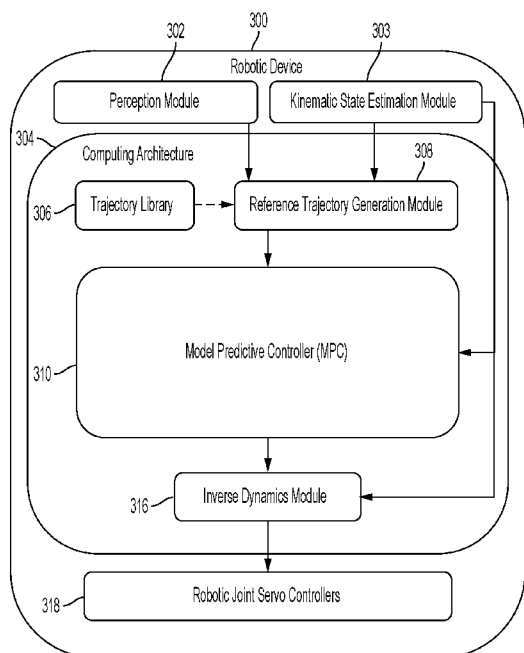 302
300
303
Robotic Device
Perception Module
Kinematic State Estimation Module
304
Computing Architecture
308
306
Trajectory Library
Reference Trajectory Generation Module
Model Predictive Controller (MPC)
310
Inverse Dynamics Module
316
Robotic Joint Servo Controllers
318